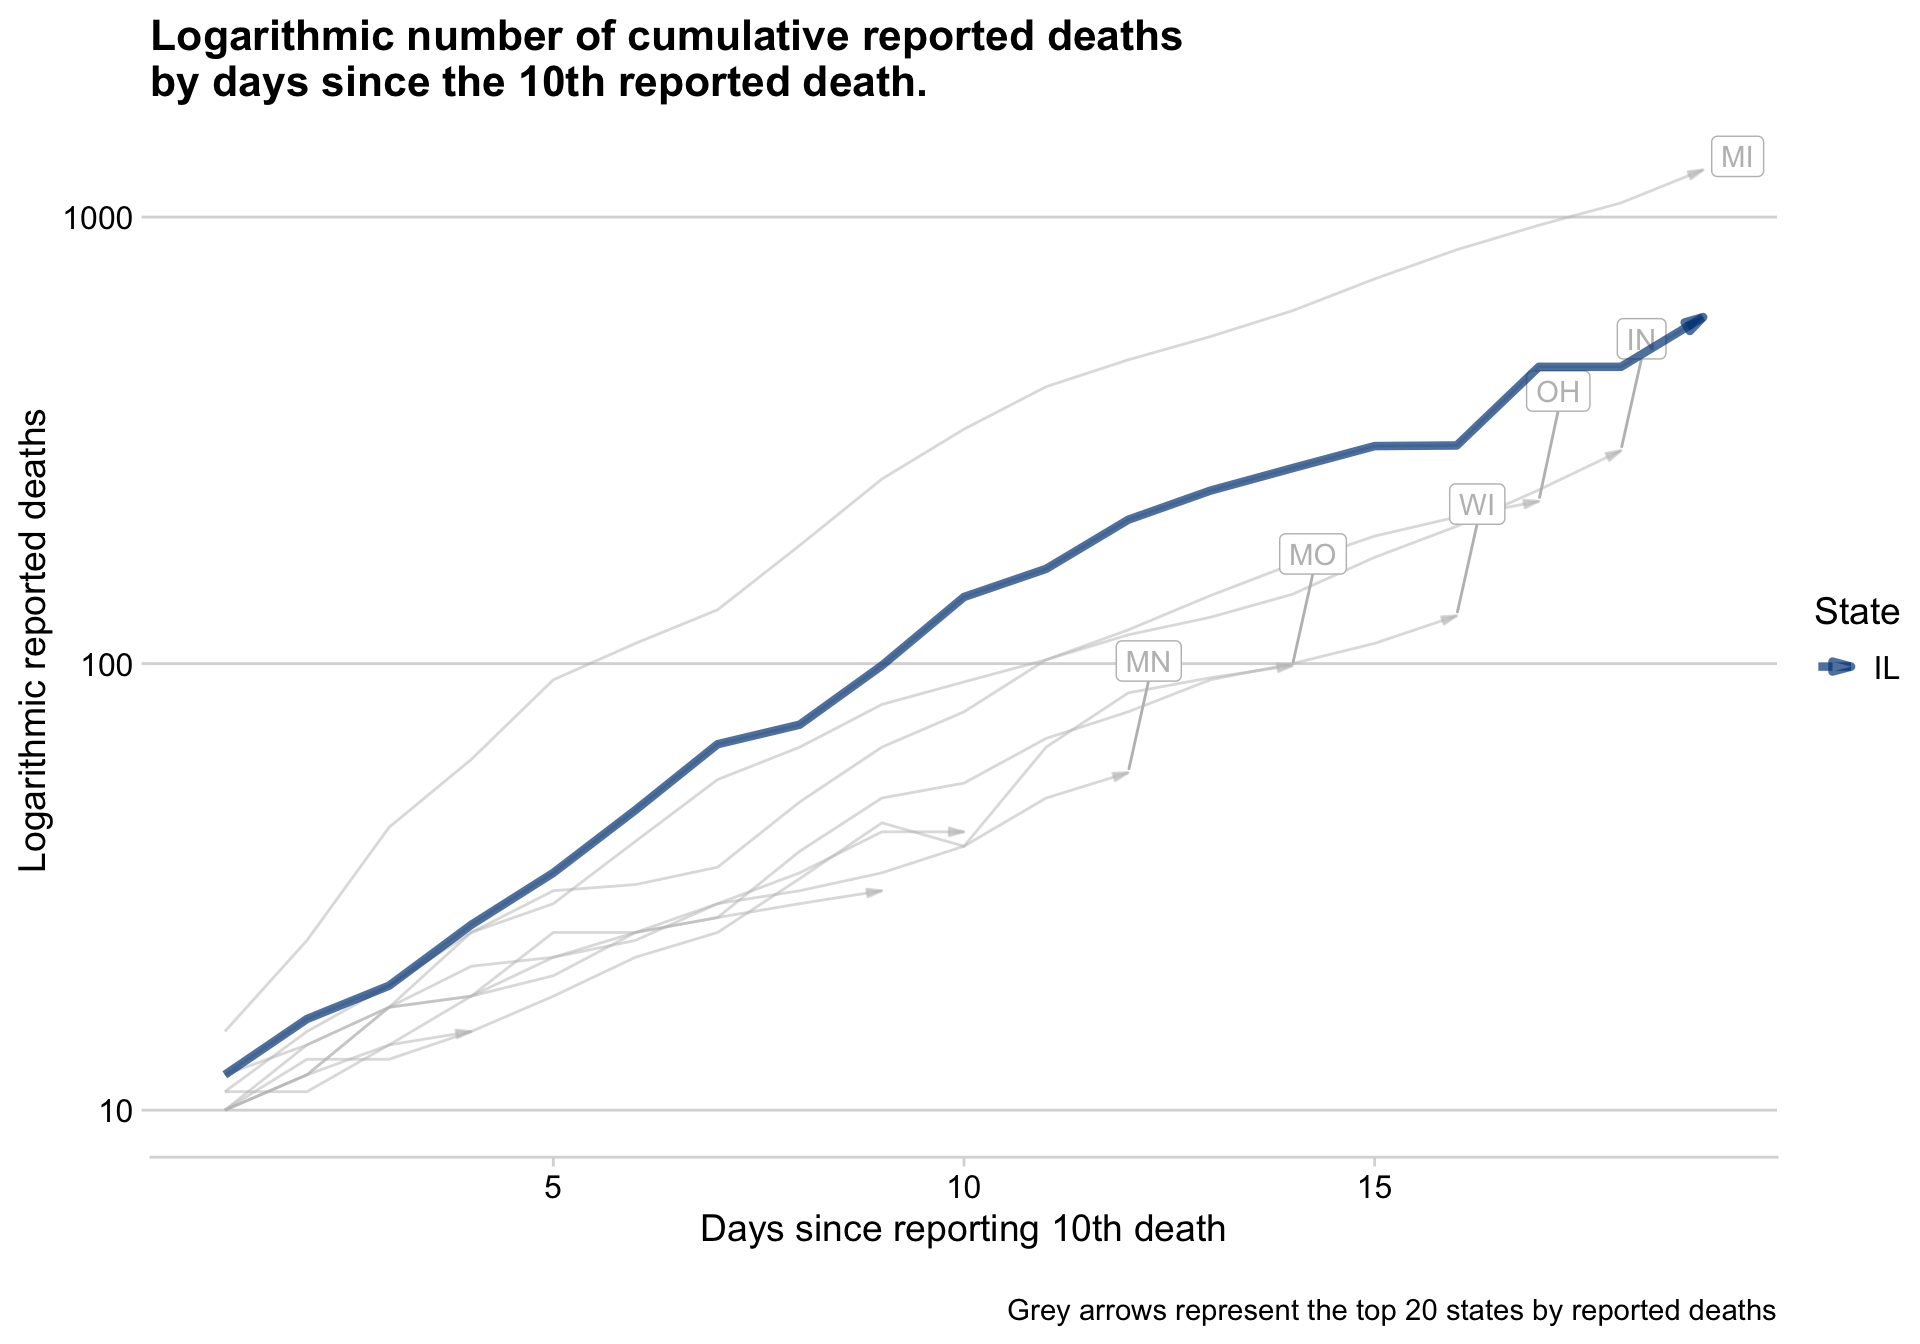 Logarithmic number of cumulative reported deaths
by days since the 10th reported death.
MI
1000
IN
OH
WI
MO
MN
100
10
Logarithmic reported deaths
State
IL
5
10
15
Days since reporting 10th death
Grey arrows represent the top 20 states by reported deaths